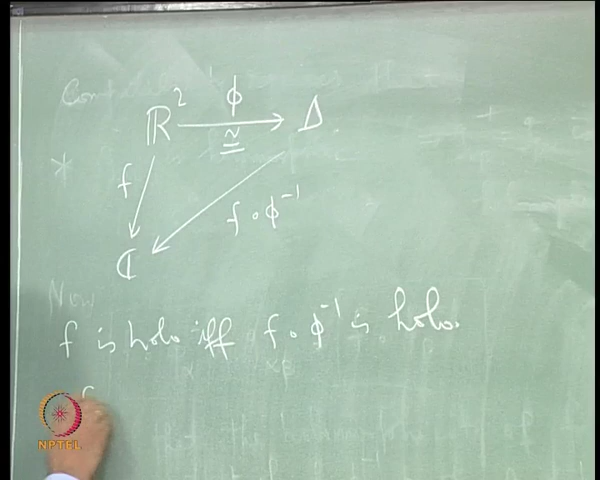 ℝ² ϕ ≅ Δ
f
f ∘ ϕ⁻¹
ℂ
Now
f is holo iff f ∘ ϕ⁻¹ is holo.
f
NPTEL